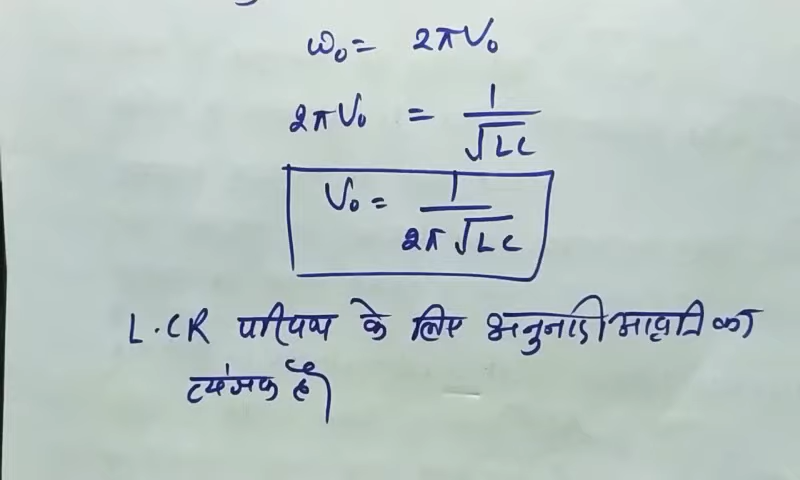 ω₀ = 2πν₀
2πν₀ = 1/√LC
ν₀ = 1/2π√LC
L.CR परिपथ के लिए अनुनादी आवृत्ति का
व्यंजक है।